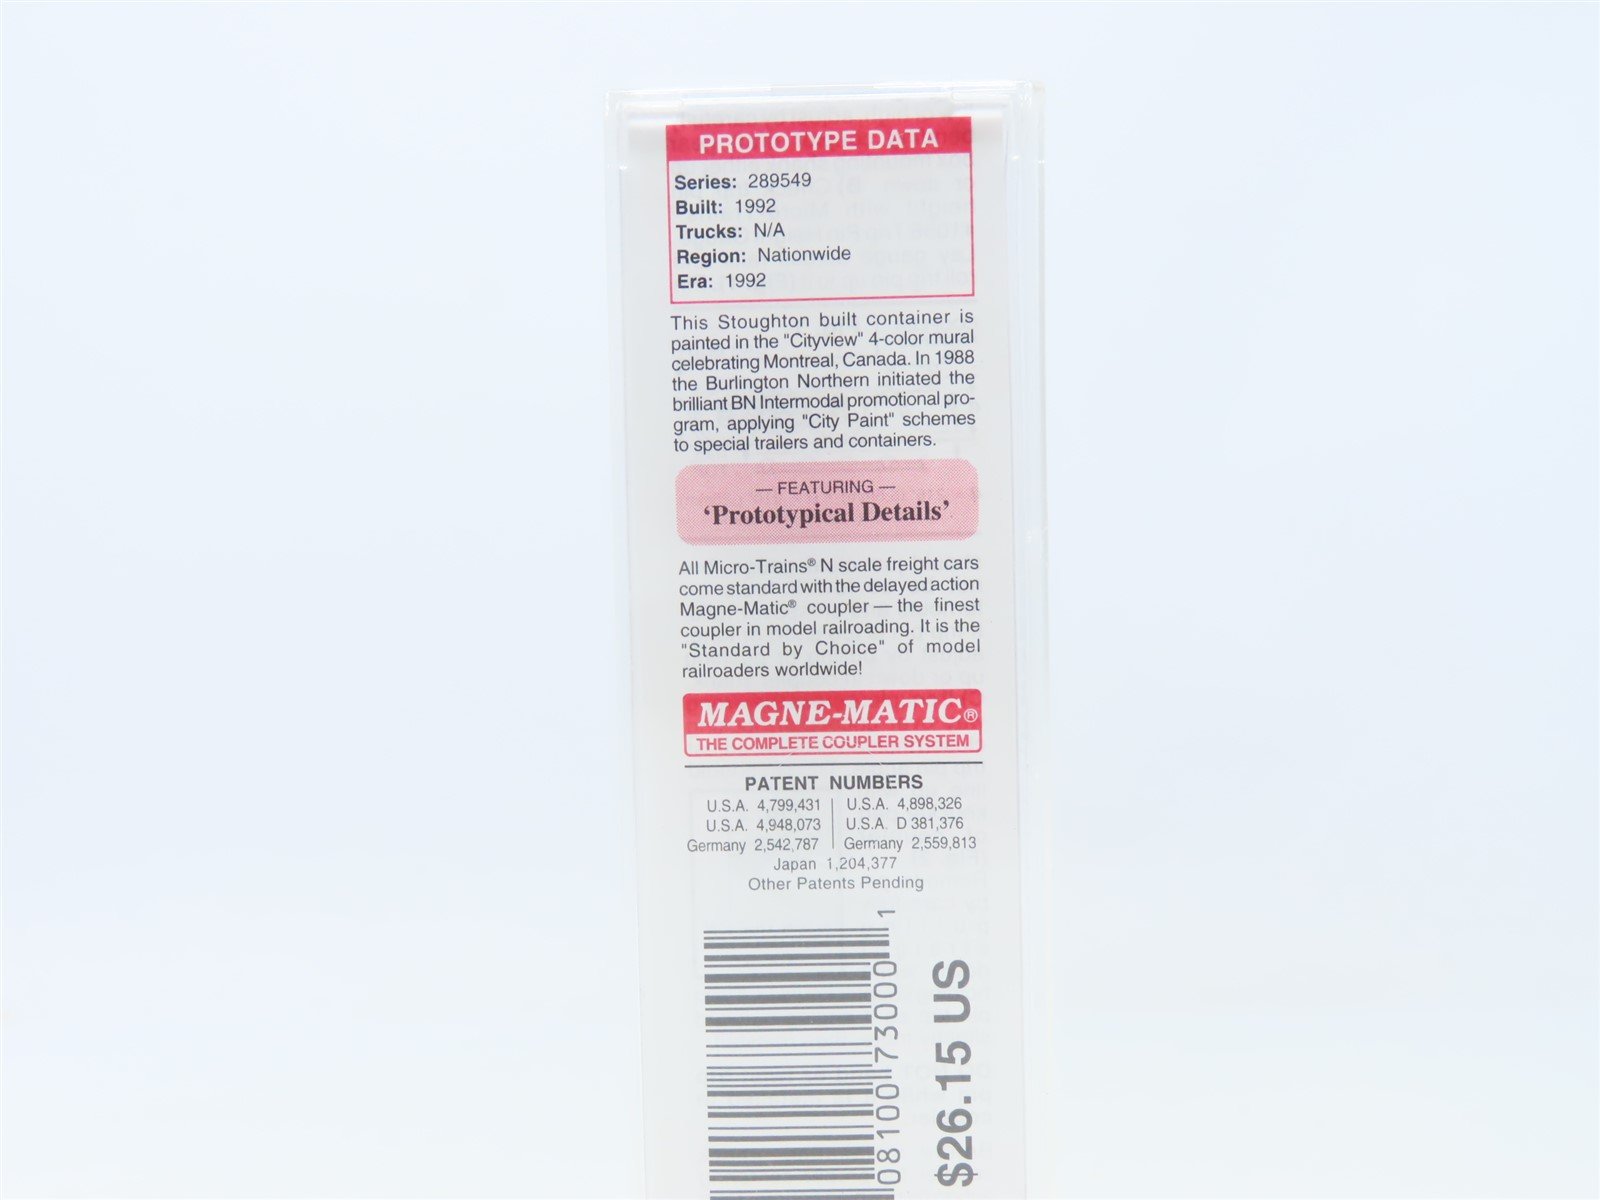 PROTOTYPE DATA
Series: 289549
Built: 1992
Trucks: N/A
Region: Nationwide
Era: 1992
This Stoughton built container is
painted in the "Cityview" 4-color mural
celebrating Montreal, Canada. In 1988
the Burlington Northern initiated the
brilliant BN Intermodal promotional pro-
gram, applying "City Paint" schemes
to special trailers and containers.
— FEATURING —
'Prototypical Details'
All Micro-Trains® N scale freight cars
come standard with the delayed action
Magne-Matic® coupler — the finest
coupler in model railroading. It is the
"Standard by Choice" of model
railroaders worldwide!
MAGNE-MATIC®
THE COMPLETE COUPLER SYSTEM
PATENT NUMBERS
U.S.A. 4,799,431 | U.S.A. 4,898,326
U.S.A. 4,948,073 | U.S.A. D 381,376
Germany 2,542,787 | Germany 2,559,813
Japan 1,204,377
Other Patents Pending
08100 73000 1
$26.15 US